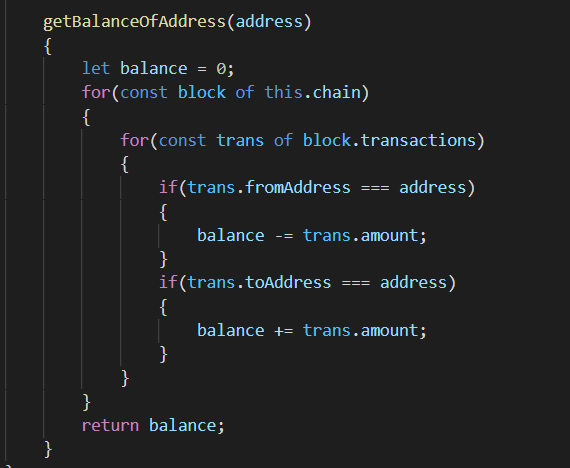 getBalanceOfAddress(address)
{
let balance = 0;
for(const block of this.chain)
{
for(const trans of block.transactions)
{
if(trans.fromAddress === address)
{
balance -= trans.amount;
}
if(trans.toAddress === address)
{
balance += trans.amount;
}
}
}
return balance;
}